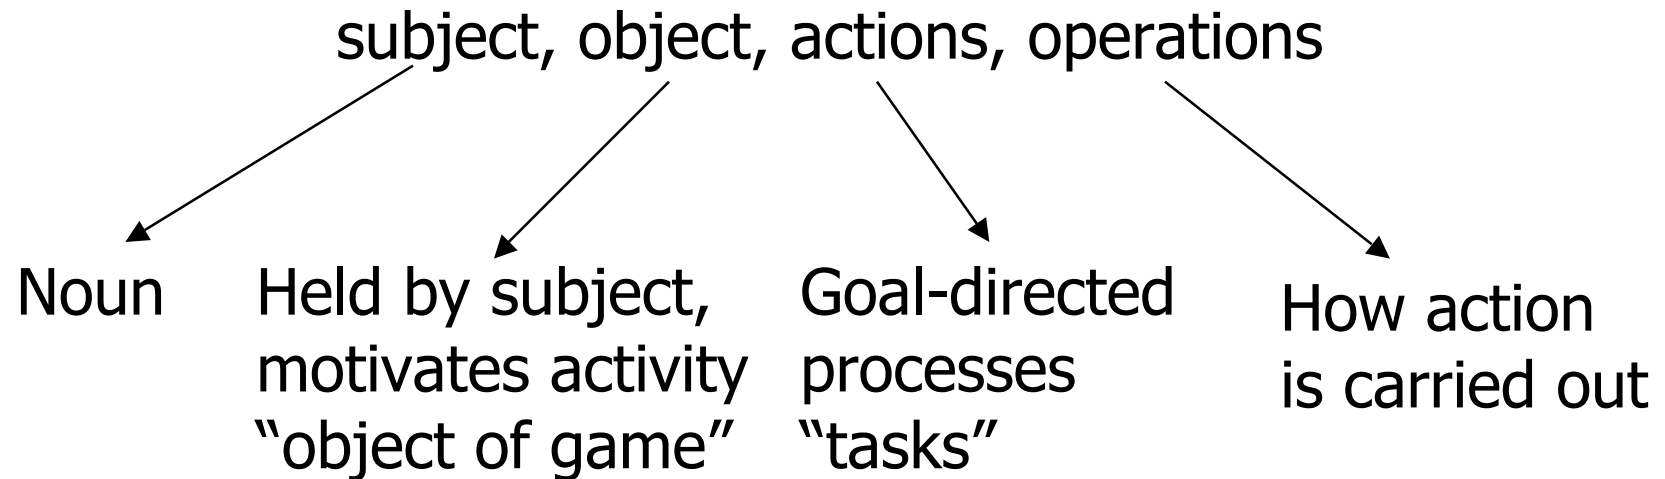 subject, object, actions, operations
Noun
Held by subject,
motivates activity
“object of game”
Goal-directed
processes
“tasks”
How action
is carried out